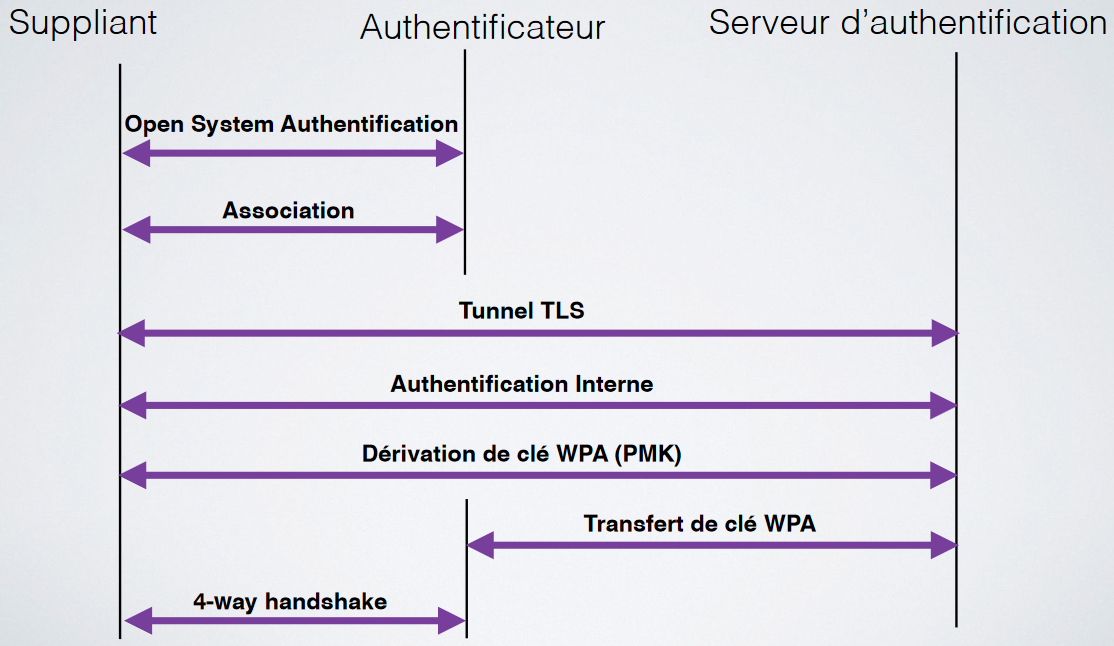 Suppliant
Authentificateur
Serveur d'authentification
Open System Authentification
Association
Tunnel TLS
Authentification Interne
Dérivation de clé WPA (PMK)
Transfert de clé WPA
4-way handshake